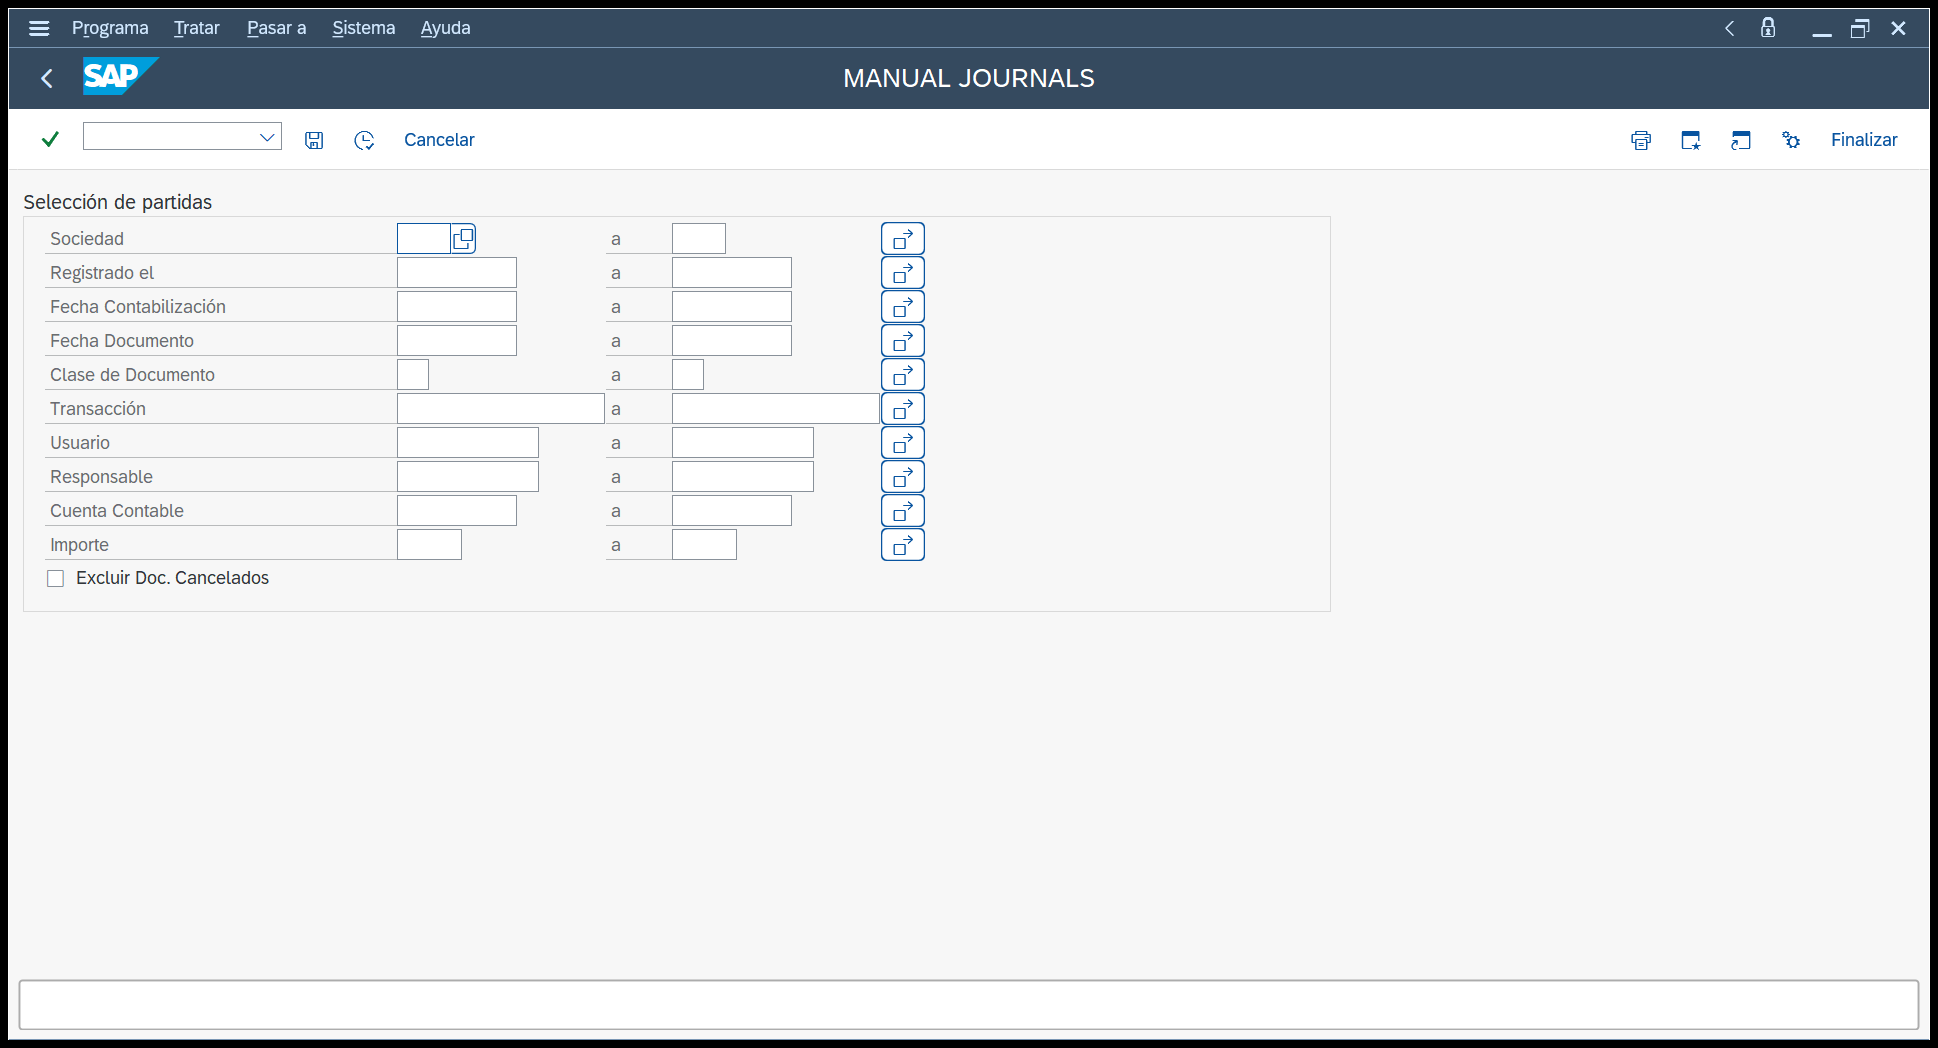 Programa Tratar Pasar a Sistema Ayuda
SAP MANUAL JOURNALS
Cancelar Finalizar
Selección de partidas
Sociedad a
Registrado el a
Fecha Contabilización a
Fecha Documento a
Clase de Documento a
Transacción a
Usuario a
Responsable a
Cuenta Contable a
Importe a
Excluir Doc. Cancelados